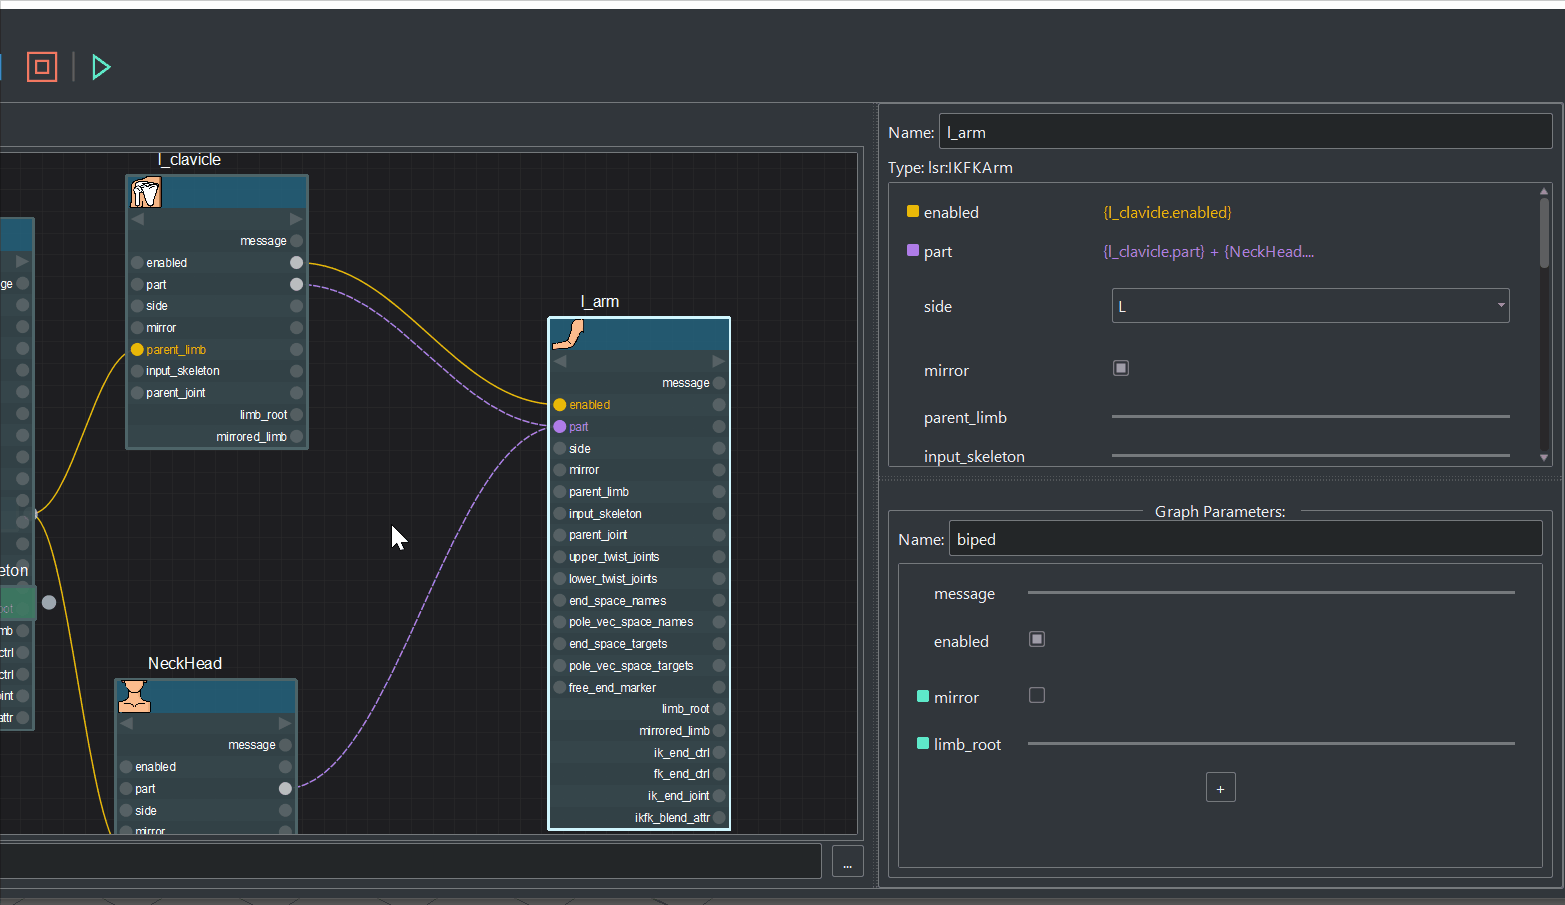 l_clavicle
message
enabled
part
side
mirror
parent_limb
input_skeleton
parent_joint
limb_root
mirrored_limb
ge
eton
oot
mb
ctrl
ctrl
int
attr
NeckHead
message
enabled
part
side
mirror
l_arm
message
enabled
part
side
mirror
parent_limb
input_skeleton
parent_joint
upper_twist_joints
lower_twist_joints
end_space_names
pole_vec_space_names
end_space_targets
pole_vec_space_targets
free_end_marker
limb_root
mirrored_limb
ik_end_ctrl
fk_end_ctrl
ik_end_joint
ikfk_blend_attr
...
Name: l_arm
Type: lsr:IKFKArm
enabled {l_clavicle.enabled}
part {l_clavicle.part} + {NeckHead....
side L
mirror
parent_limb
input_skeleton
Graph Parameters:
Name: biped
message
enabled
mirror
limb_root
+